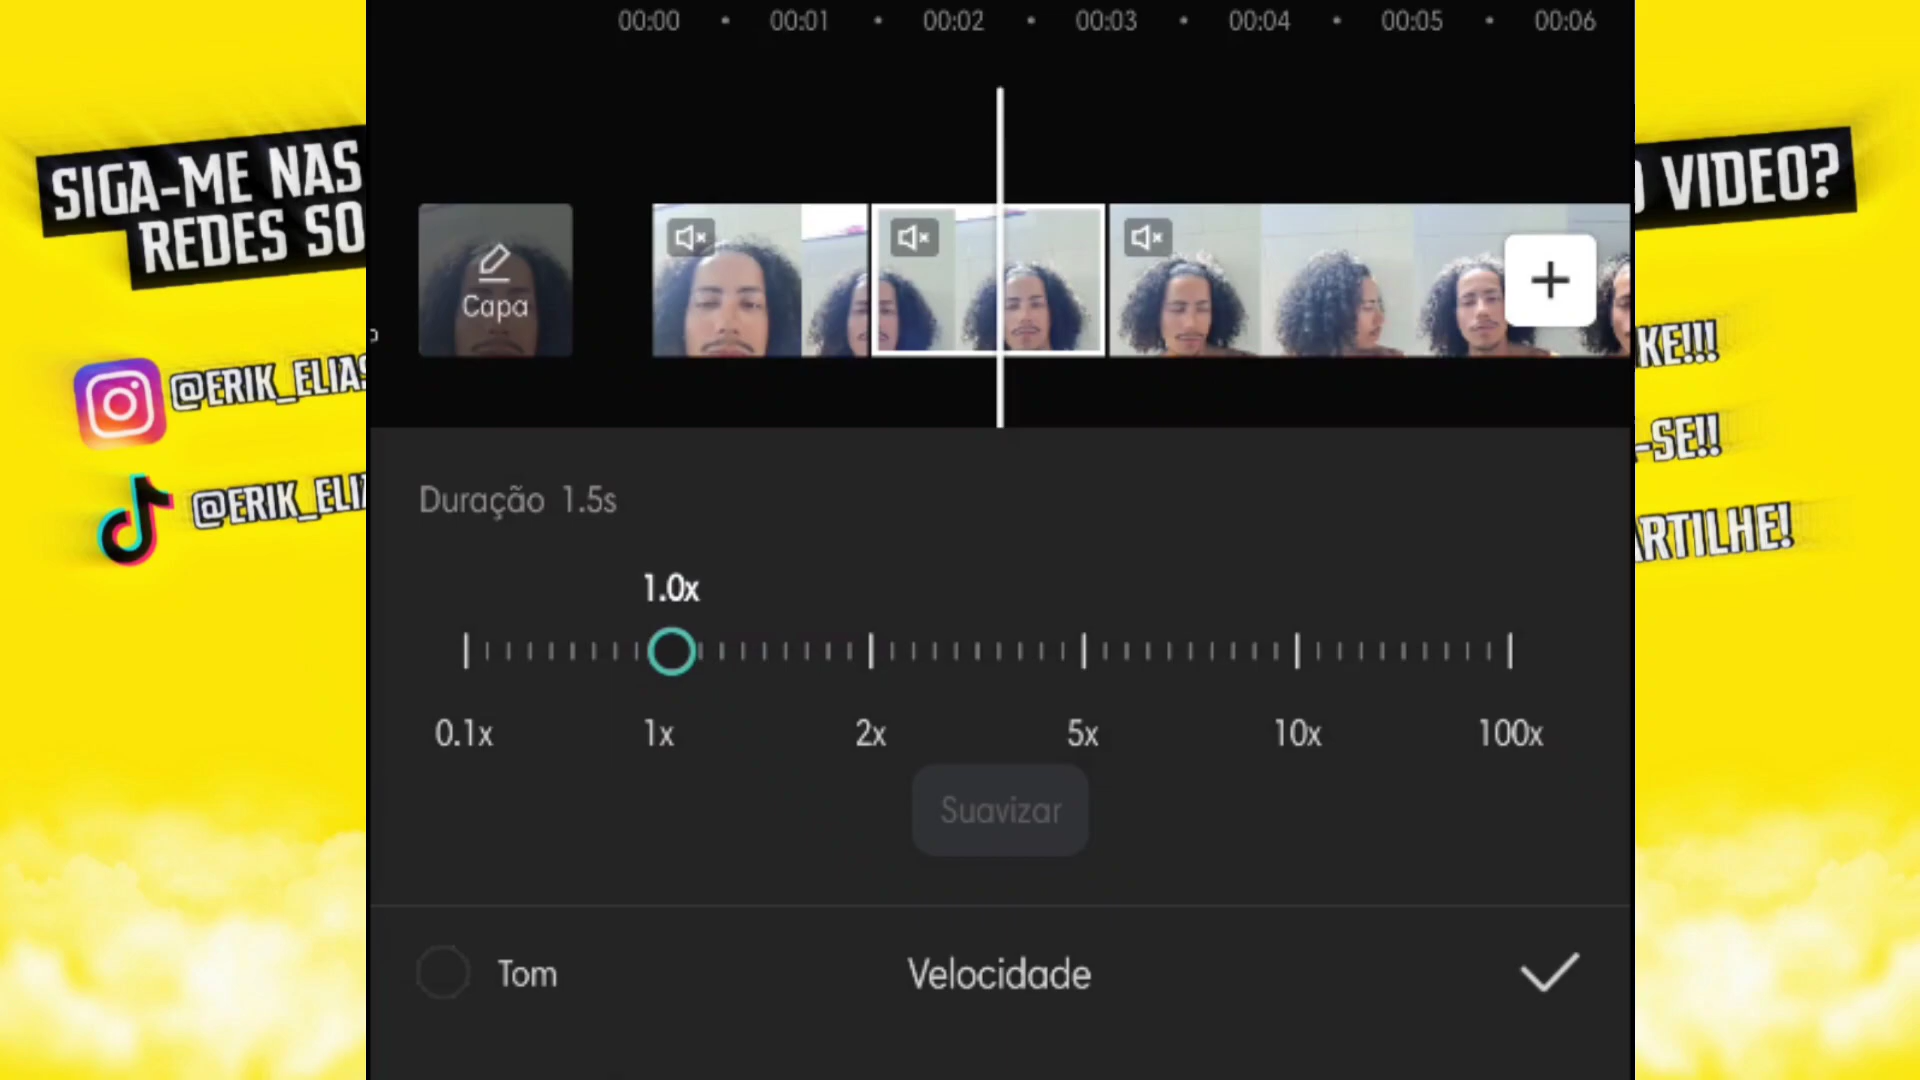 00:00 • 00:01 • 00:02 • 00:03 • 00:04 • 00:05 • 00:06
SIGA-ME NAS
REDES SO
O VIDEO?
Capa
@ERIK_ELIAS
KE!!!
@ERIK_ELIA
-SE!!
ARTILHE!
Duração 1.5s
1.0x
0.1x 1x 2x 5x 10x 100x
Suavizar
Tom
Velocidade